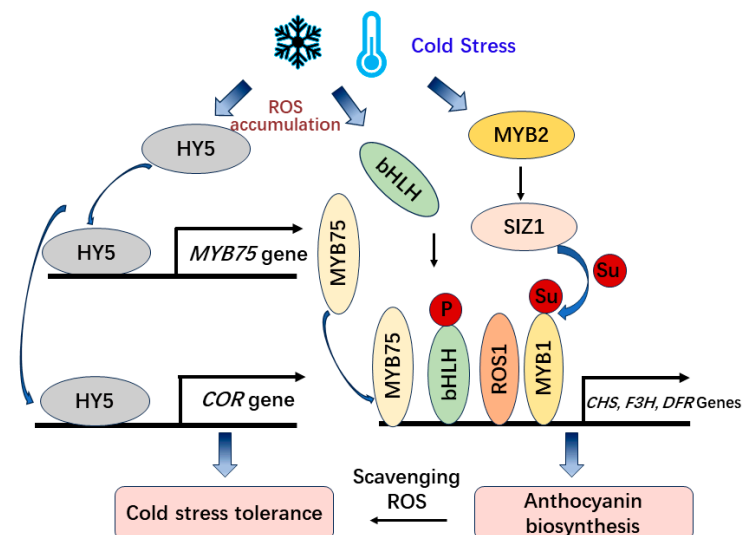 Cold Stress
ROS
accumulation
HY5
bHLH
MYB2
SIZ1
Su
HY5
MYB75 gene
MYB75
P
Su
MYB75
bHLH
ROS1
MYB1
HY5
COR gene
CHS, F3H, DFR Genes
Scavenging
ROS
Cold stress tolerance
Anthocyanin
biosynthesis